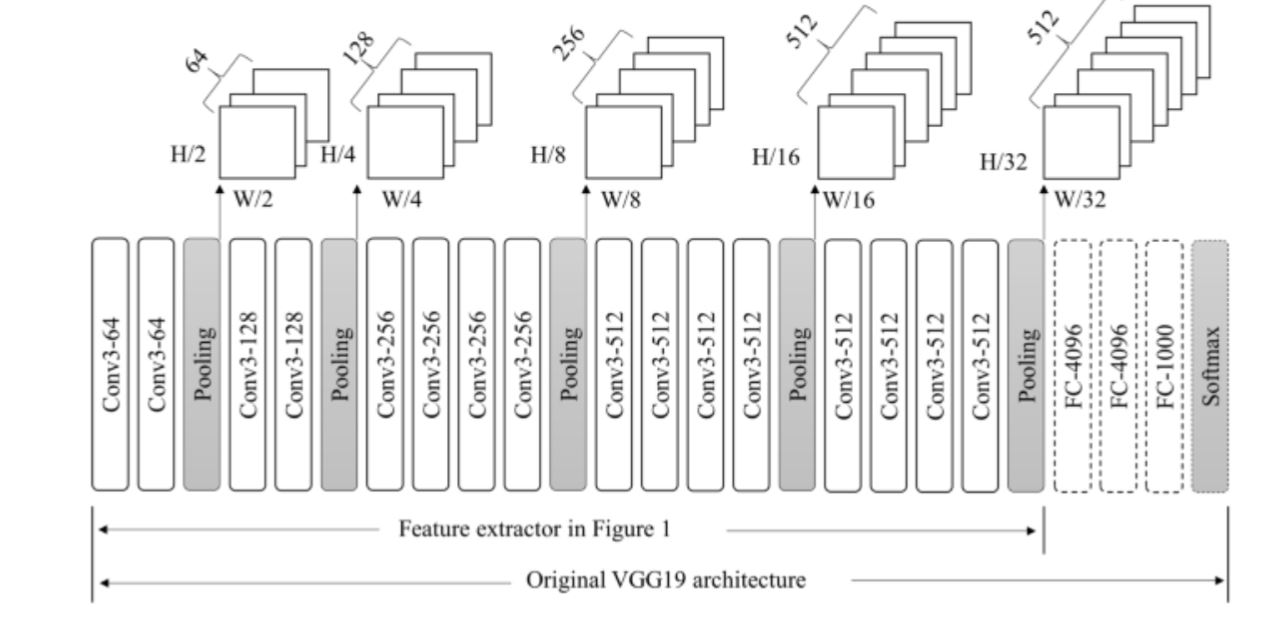 64
128
256
512
512
H/2
H/4
H/8
H/16
H/32
W/2
W/4
W/8
W/16
W/32
Conv3-64
Conv3-64
Pooling
Conv3-128
Conv3-128
Pooling
Conv3-256
Conv3-256
Conv3-256
Conv3-256
Pooling
Conv3-512
Conv3-512
Conv3-512
Conv3-512
Pooling
Conv3-512
Conv3-512
Conv3-512
Conv3-512
Pooling
FC-4096
FC-4096
FC-1000
Softmax
Feature extractor in Figure 1
Original VGG19 architecture